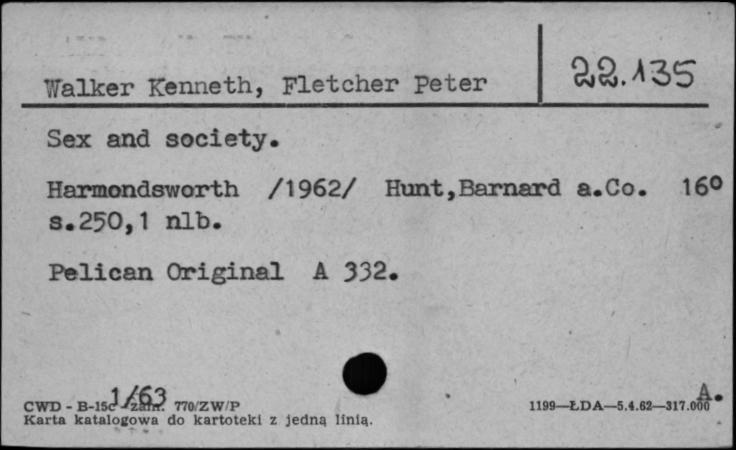 Walker Kenneth, Fletcher Peter
22.135
Sex and society.
Harmondsworth /1962/ Hunt,Barnard a.Co. 16°
s.250,1 nlb.
Pelican Original A 332.
1/63
A.
CWD - B-15c zam. 770/ZW/P
1199—ŁDA—5.4.62—317.000
Karta katalogowa do kartoteki z jedną linią.